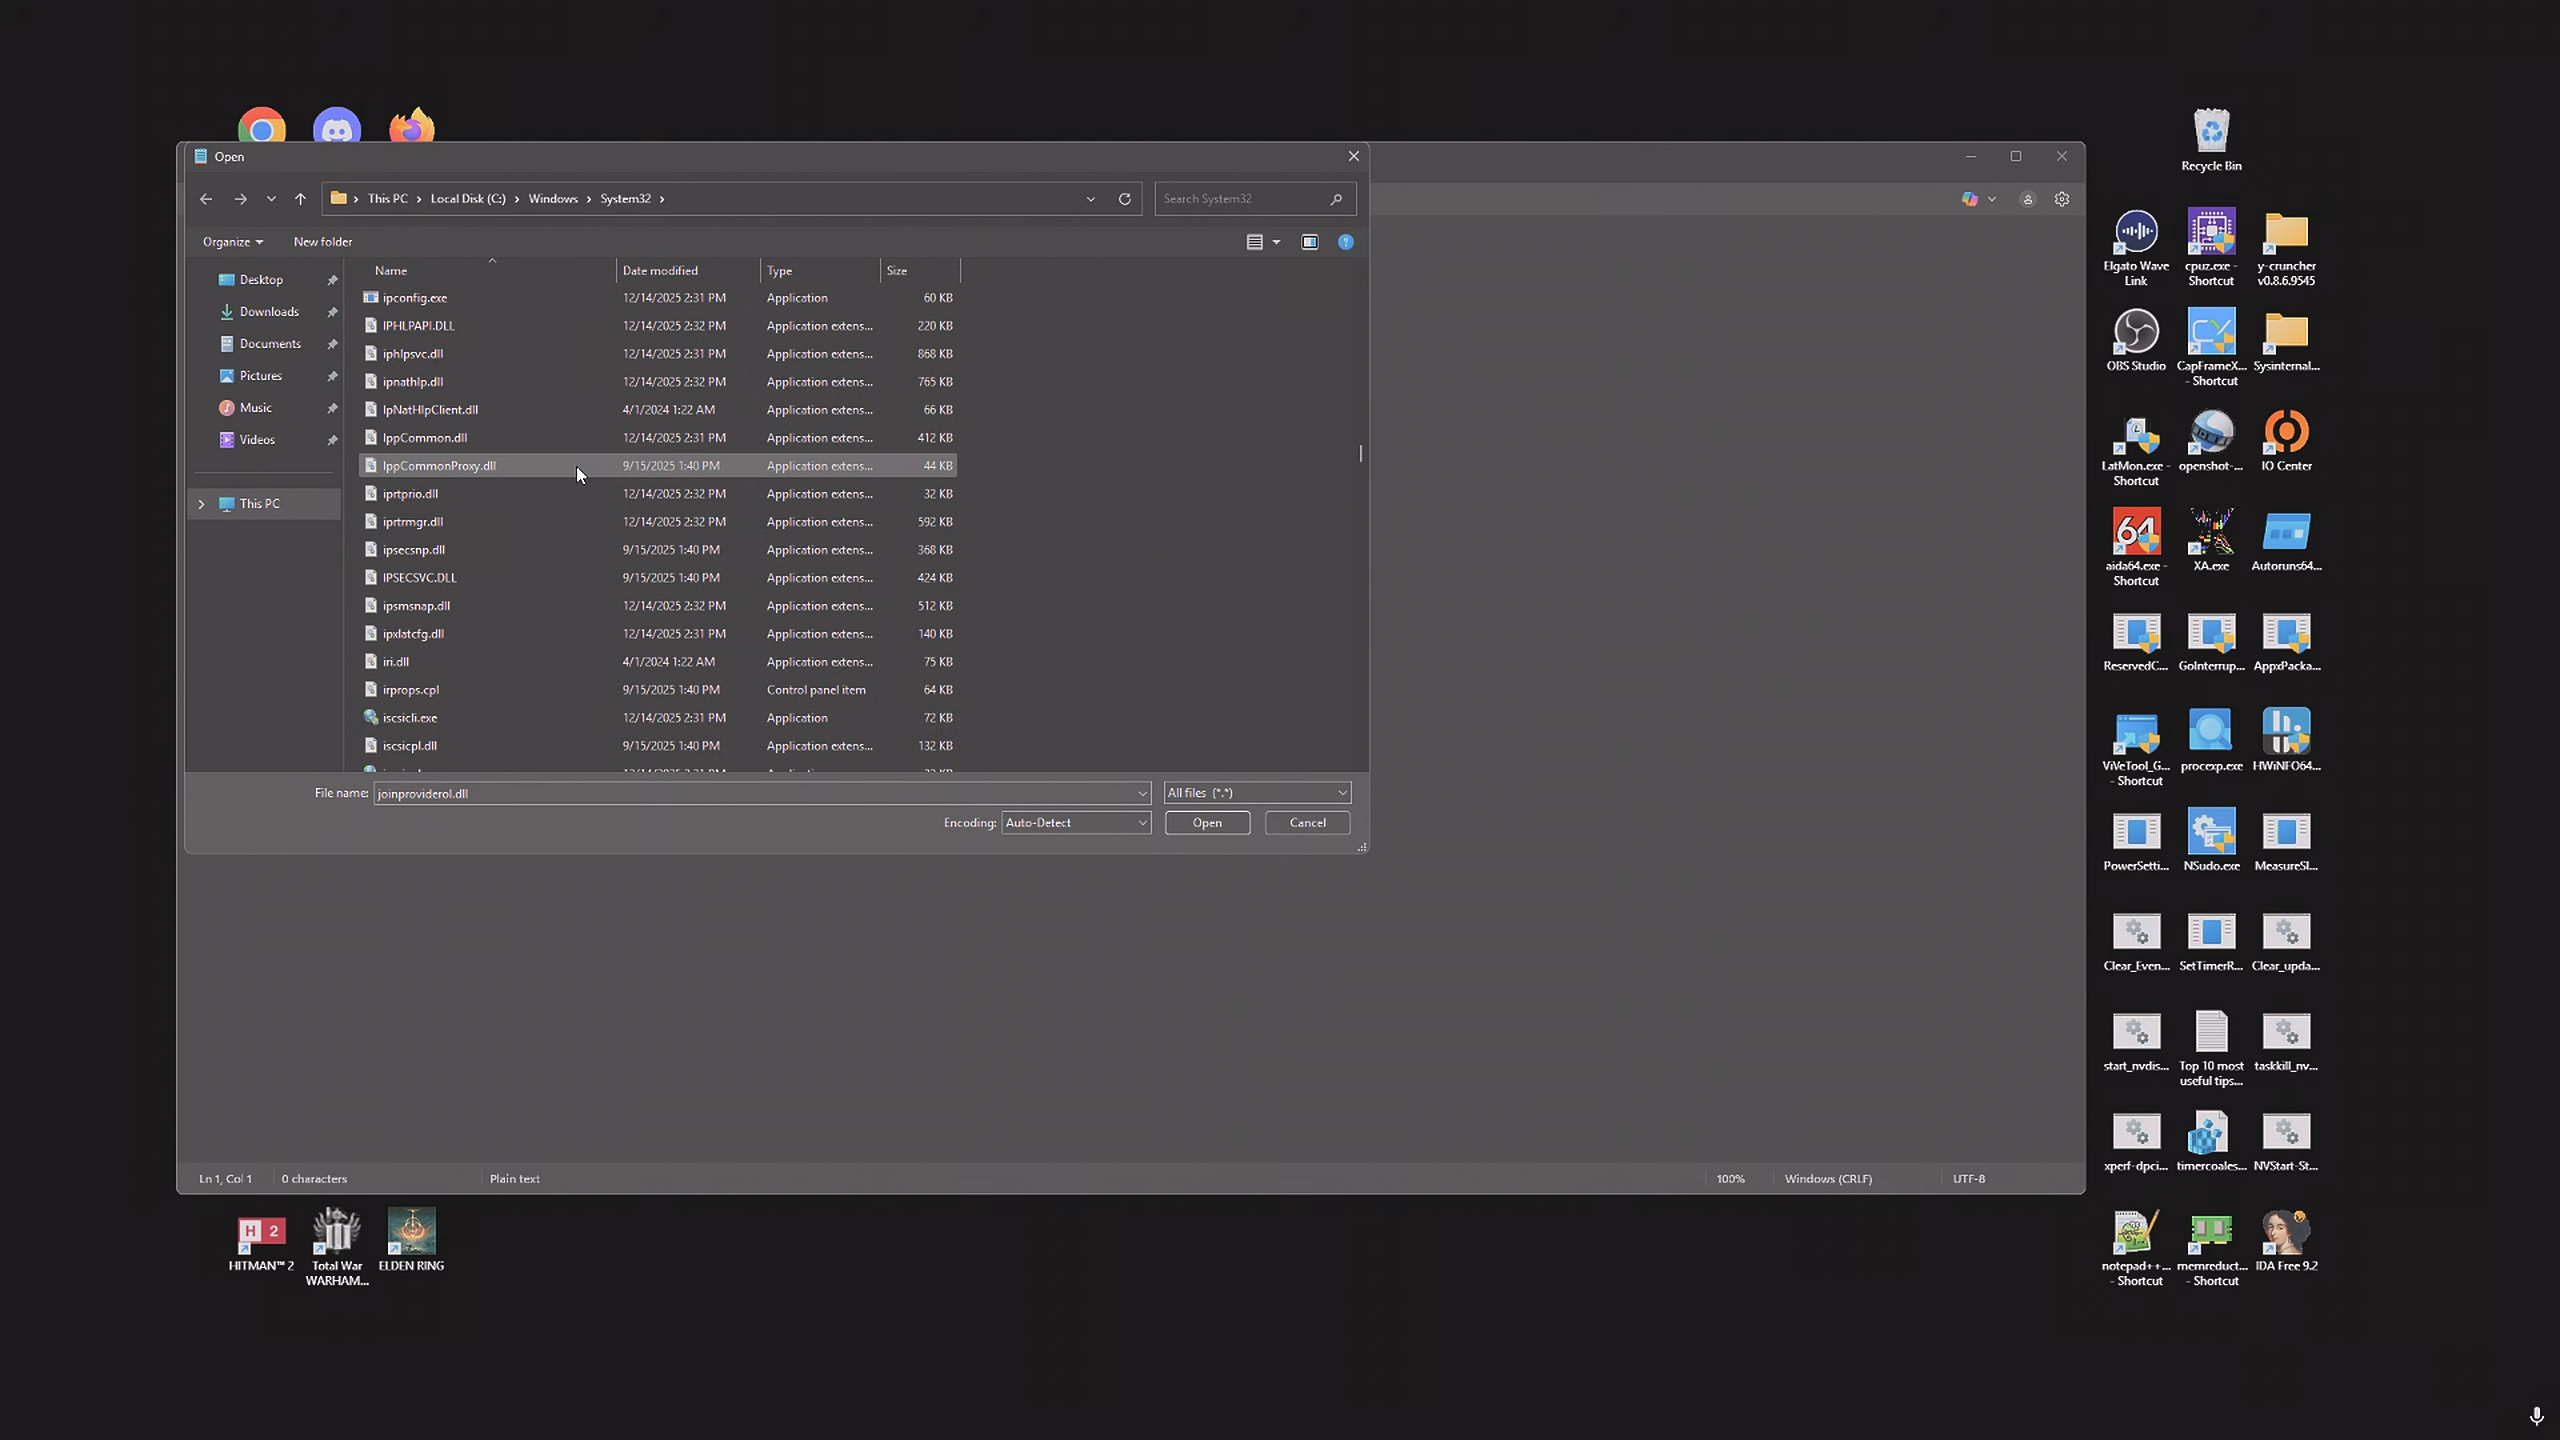 Open
This PC
Local Disk (C:)
Windows
System32
Search System32
Organize
New folder
Name
Date modified
Type
Size
Desktop
Downloads
Documents
Pictures
Music
Videos
This PC
ipconfig.exe 12/14/2025 2:31 PM Application 60 KB
IPHLPAPI.DLL 12/14/2025 2:32 PM Application extens... 220 KB
iphlpsvc.dll 12/14/2025 2:31 PM Application extens... 868 KB
ipnathlp.dll 12/14/2025 2:32 PM Application extens... 765 KB
IpNatHlpClient.dll 4/1/2024 1:22 AM Application extens... 66 KB
IppCommon.dll 12/14/2025 2:31 PM Application extens... 412 KB
IppCommonProxy.dll 9/15/2025 1:40 PM Application extens... 44 KB
iprtprio.dll 12/14/2025 2:32 PM Application extens... 32 KB
iprtrmgr.dll 12/14/2025 2:32 PM Application extens... 592 KB
ipsecsnp.dll 9/15/2025 1:40 PM Application extens... 368 KB
IPSECSVC.DLL 9/15/2025 1:40 PM Application extens... 424 KB
ipsmsnap.dll 12/14/2025 2:32 PM Application extens... 512 KB
ipxlatcfg.dll 12/14/2025 2:31 PM Application extens... 140 KB
iri.dll 4/1/2024 1:22 AM Application extens... 75 KB
irprops.cpl 9/15/2025 1:40 PM Control panel item 64 KB
iscsicli.exe 12/14/2025 2:31 PM Application 72 KB
iscsicpl.dll 9/15/2025 1:40 PM Application extens... 132 KB
File name: joinproviderol.dll
All files (*.*)
Encoding: Auto-Detect
Open
Cancel
Ln 1, Col 1
0 characters
Plain text
100%
Windows (CRLF)
UTF-8
H 2
HITMAN™ 2
Total War
WARHAM...
ELDEN RING
Recycle Bin
Elgato Wave
Link
cpuz.exe -
Shortcut
y-cruncher
v0.8.6.9545
OBS Studio
CapFrameX...
- Shortcut
Sysinternal...
LatMon.exe -
Shortcut
openshot-...
IO Center
64
aida64.exe -
Shortcut
XA.exe
Autoruns64...
ReservedC...
GoInterrup...
AppxPacka...
ViVeTool_G...
- Shortcut
procexp.exe
HWiNFO64...
PowerSetti...
NSudo.exe
MeasureSl...
Clear_Even...
SetTimerR...
Clear_upda...
start_nvdis...
Top 10 most
useful tips...
taskkill_nv...
xperf-dpci...
timercoales...
NVStart-St...
notepad++...
- Shortcut
memreduct...
- Shortcut
IDA Free 9.2